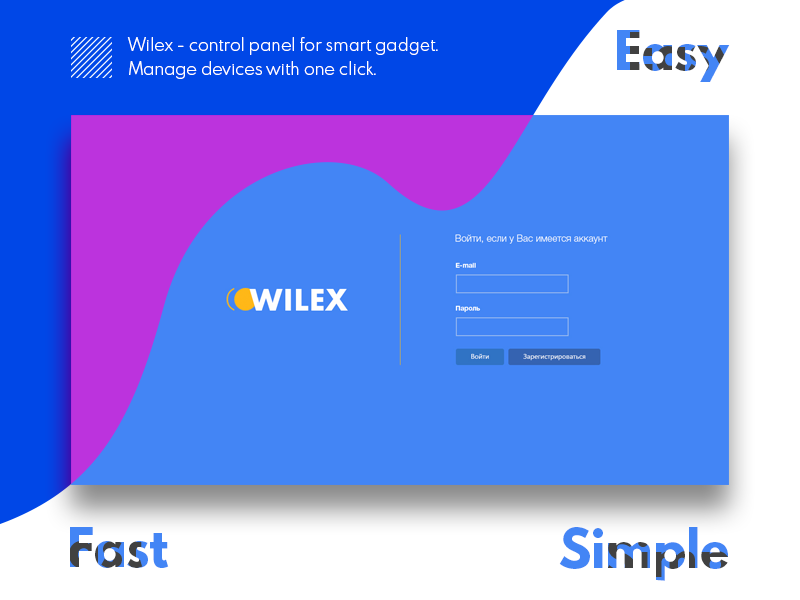 Wilex - control panel for smart gadget.
Manage devices with one click.
Easy
WILEX
Войти, если у Вас имеется аккаунт
E-mail
Пароль
Войти
Зарегистрироваться
Fast
Simple